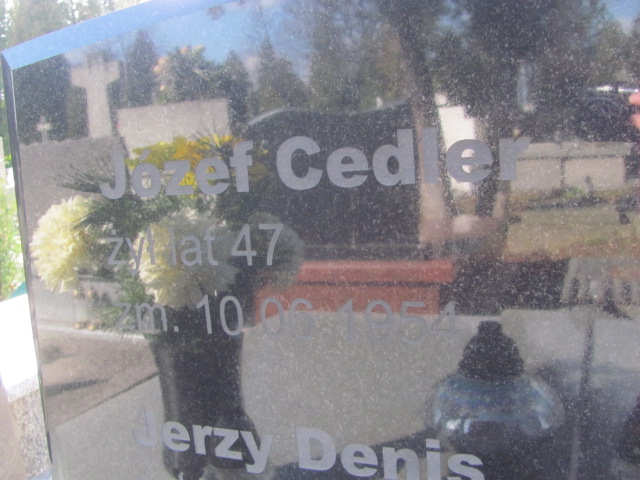 Józef Cedler
żył lat 47
zm. 10.06.1954
Jerzy Denis